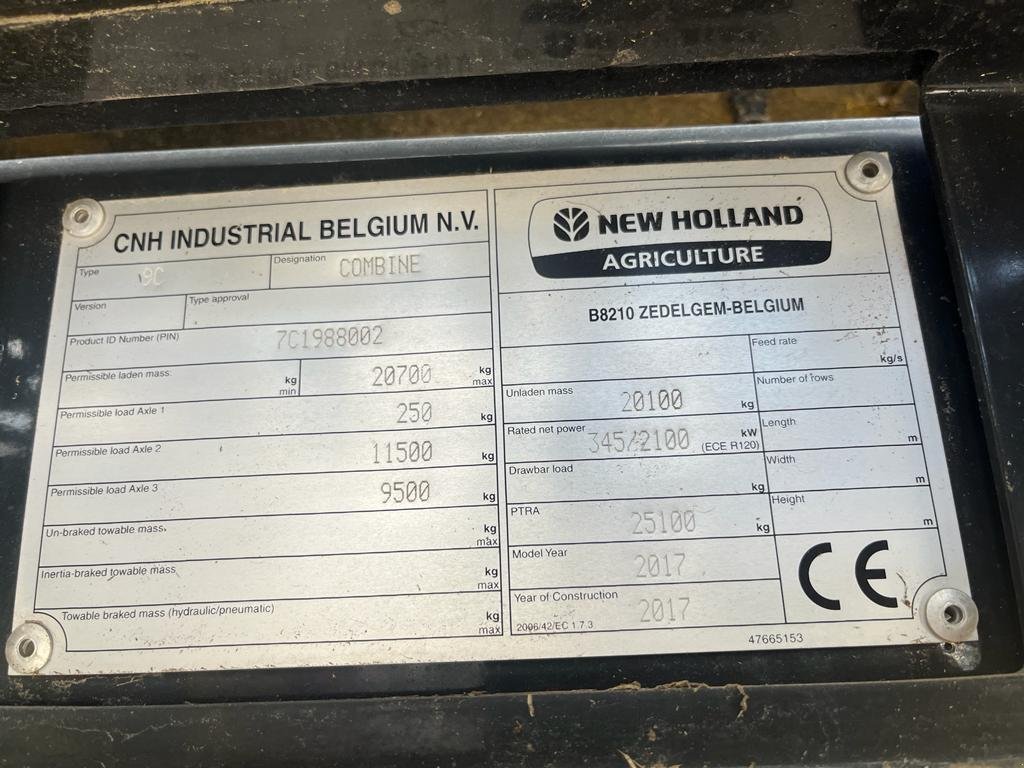 CNH INDUSTRIAL BELGIUM N.V.
Type 9C Designation COMBINE
Version Type approval
Product ID Number (PIN) 7C1988002
Permissible laden mass: kg min 20700 kg max
Permissible load Axle 1 250 kg
Permissible load Axle 2 11500 kg
Permissible load Axle 3 9500 kg
Un-braked towable mass. kg max
Inertia-braked towable mass kg max
Towable braked mass (hydraulic/pneumatic) kg max
NEW HOLLAND
AGRICULTURE
B8210 ZEDELGEM-BELGIUM
Feed rate kg/s
Unladen mass 20100 kg
Number of rows
Rated net power 345/2100 kW (ECE R120)
Length m
Drawbar load kg
Width m
PTRA 25100 kg
Height m
Model Year 2017
Year of Construction 2017
2006/42/EC 1.7.3
CE
47665153